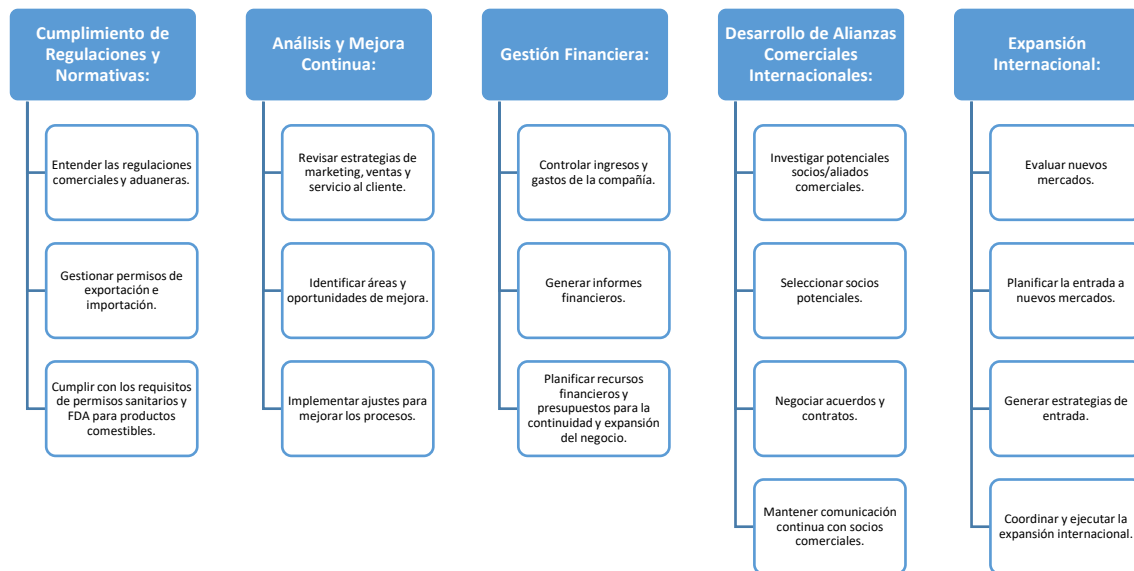 Cumplimiento de
Regulaciones y
Normativas:
Entender las regulaciones
comerciales y aduaneras.
Gestionar permisos de
exportación e
importación.
Cumplir con los requisitos
de permisos sanitarios y
FDA para productos
comestibles.
Análisis y Mejora
Continua:
Revisar estrategias de
marketing, ventas y
servicio al cliente.
Identificar áreas y
oportunidades de mejora.
Implementar ajustes para
mejorar los procesos.
Gestión Financiera:
Controlar ingresos y
gastos de la compañía.
Generar informes
financieros.
Planificar recursos
financieros y
presupuestos para la
continuidad y expansión
del negocio.
Desarrollo de Alianzas
Comerciales
Internacionales:
Investigar potenciales
socios/aliados
comerciales.
Seleccionar socios
potenciales.
Negociar acuerdos y
contratos.
Mantener comunicación
continua con socios
comerciales.
Expansión
Internacional:
Evaluar nuevos
mercados.
Planificar la entrada a
nuevos mercados.
Generar estrategias de
entrada.
Coordinar y ejecutar la
expansión internacional.